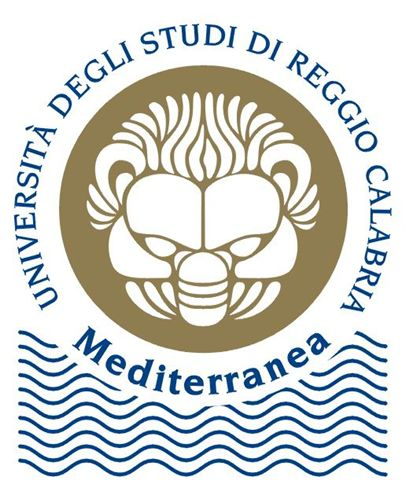 UNIVERSITÀ DEGLI STUDI DI REGGIO CALABRIA
Mediterranea